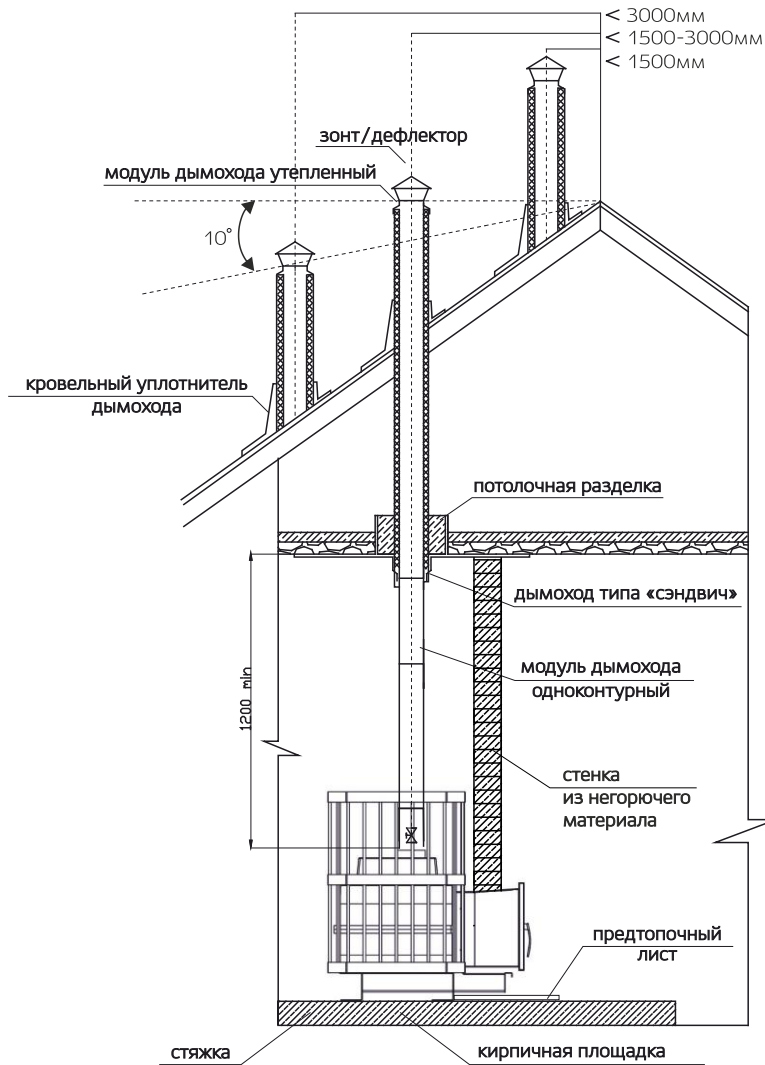 < 3000мм
< 1500-3000мм
< 1500мм
зонт/дефлектор
модуль дымохода утепленный
10°
кровельный уплотнитель
дымохода
потолочная разделка
дымоход типа «сэндвич»
модуль дымохода
одноконтурный
1200 min
стенка
из негорючего
материала
предтопочный
лист
стяжка
кирпичная площадка